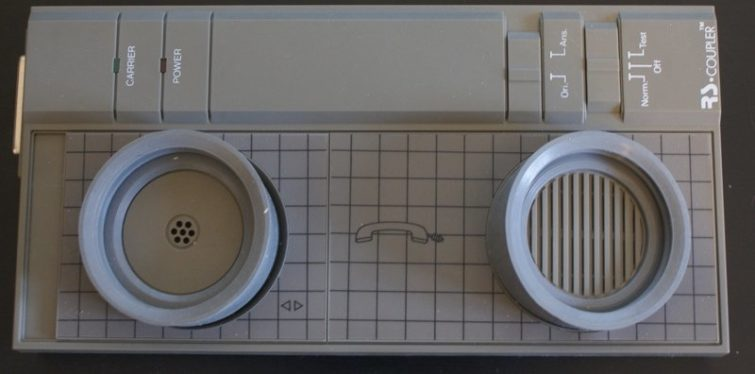 CARRIER
POWER
On.
Ans.
Norm.
Test
Off
RS•COUPLER™